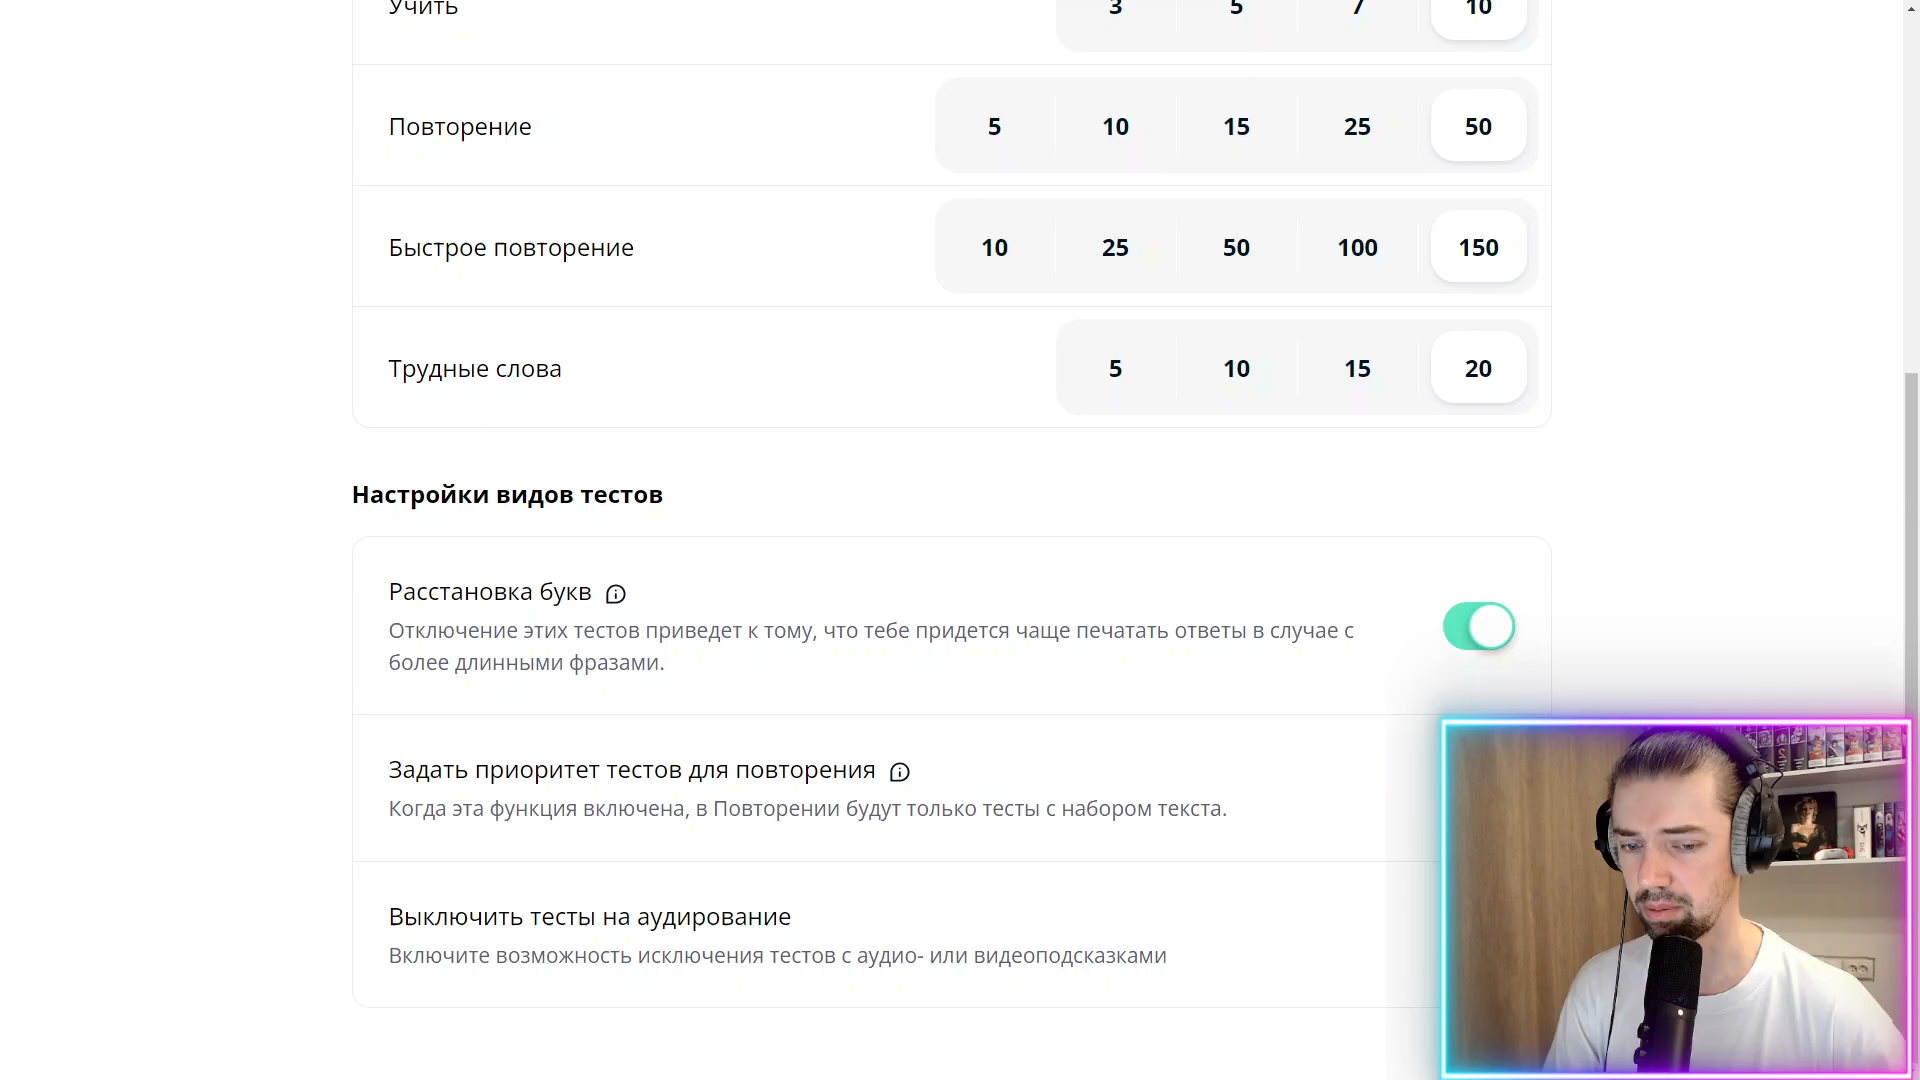 Учить 3 5 7 10
Повторение 5 10 15 25 50
Быстрое повторение 10 25 50 100 150
Трудные слова 5 10 15 20
Настройки видов тестов
Расстановка букв
Отключение этих тестов приведет к тому, что тебе придется чаще печатать ответы в случае с
более длинными фразами.
Задать приоритет тестов для повторения
Когда эта функция включена, в Повторении будут только тесты с набором текста.
Выключить тесты на аудирование
Включите возможность исключения тестов с аудио- или видеоподсказками